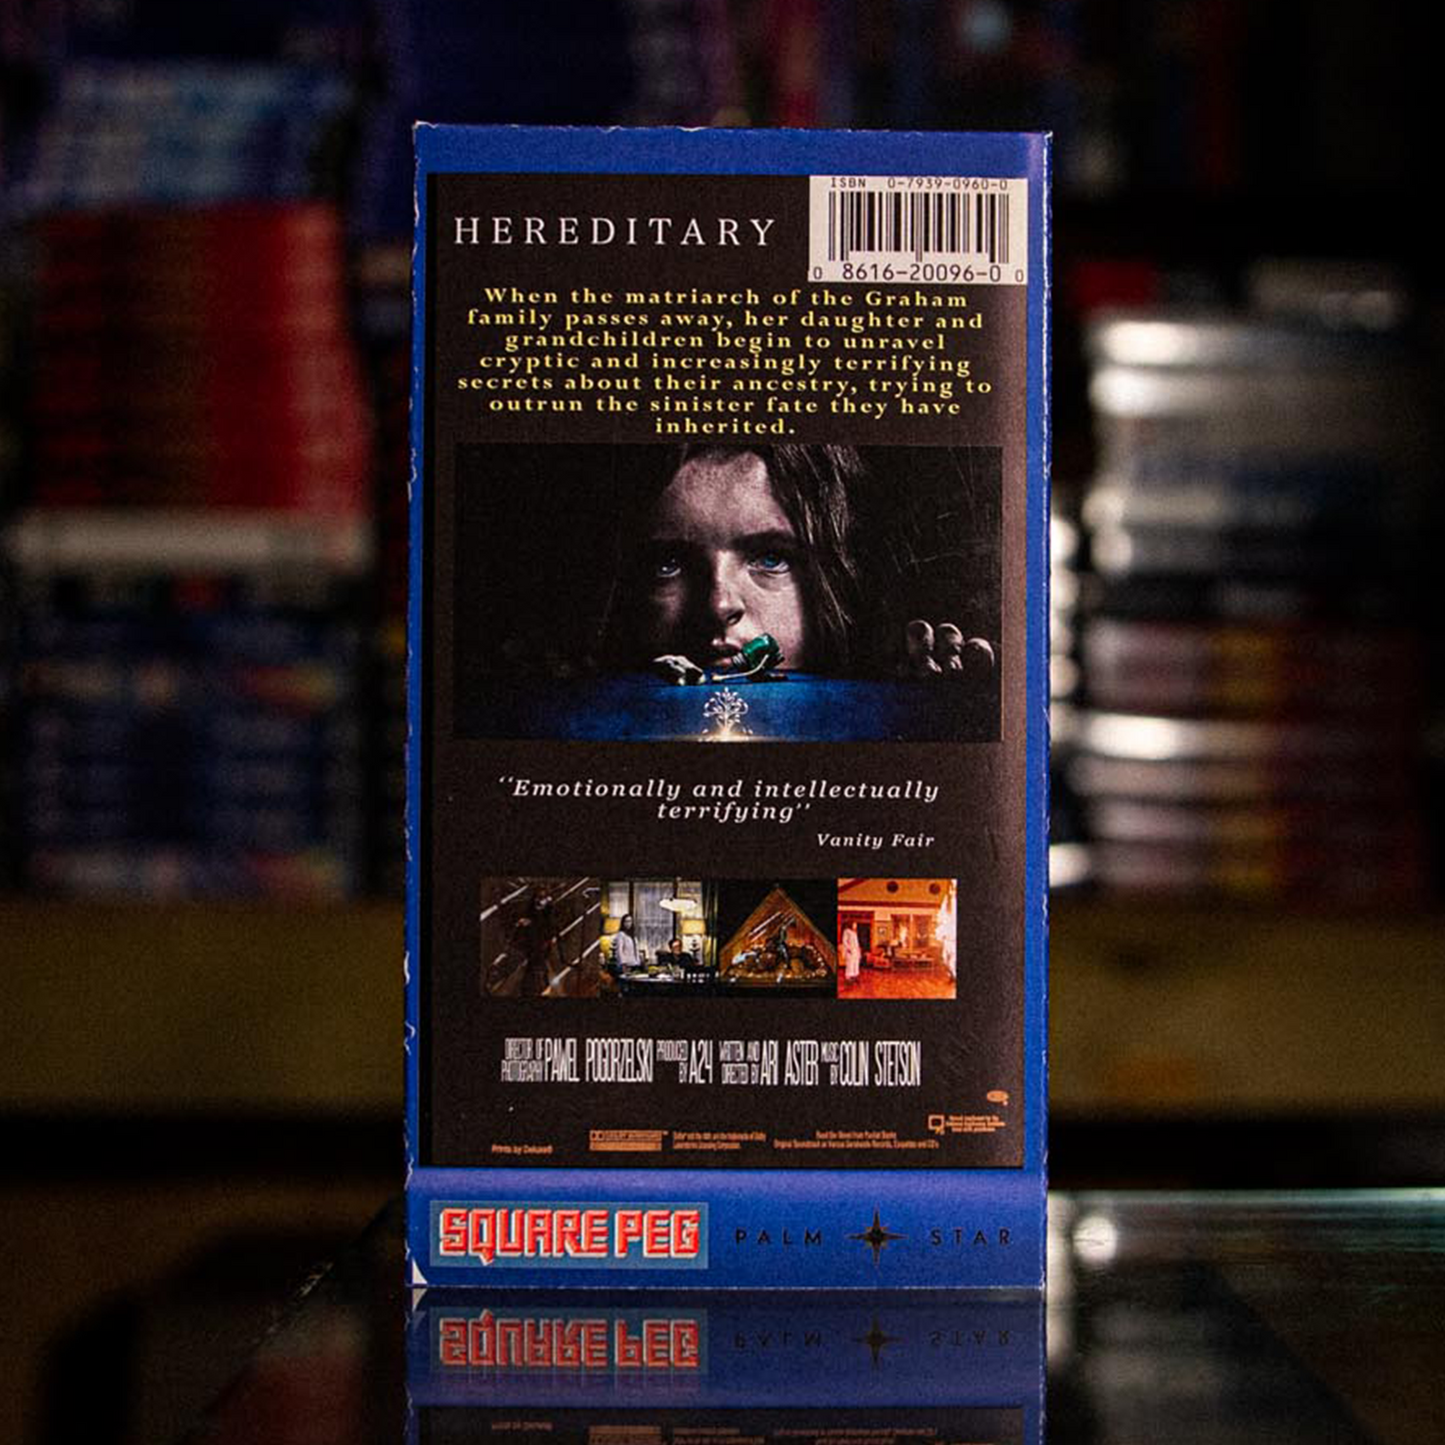 ISBN 0-7939-0960-0
HEREDITARY
0 8616-20096-0 0
When the matriarch of the Graham
family passes away, her daughter and
grandchildren begin to unravel
cryptic and increasingly terrifying
secrets about their ancestry, trying to
outrun the sinister fate they have
inherited.
“Emotionally and intellectually
terrifying”
Vanity Fair
DIRECTOR OF PHOTOGRAPHY PAWEL POGORZELSKI PRODUCED BY A24 WRITTEN AND DIRECTED BY ARI ASTER MUSIC BY COLIN STETSON
Prints by Deluxe®
SQUARE PEG PALM STAR